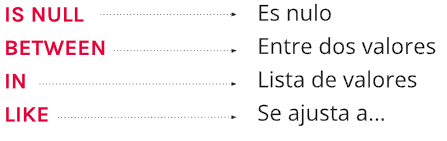 IS NULL Es nulo
BETWEEN Entre dos valores
IN Lista de valores
LIKE Se ajusta a...